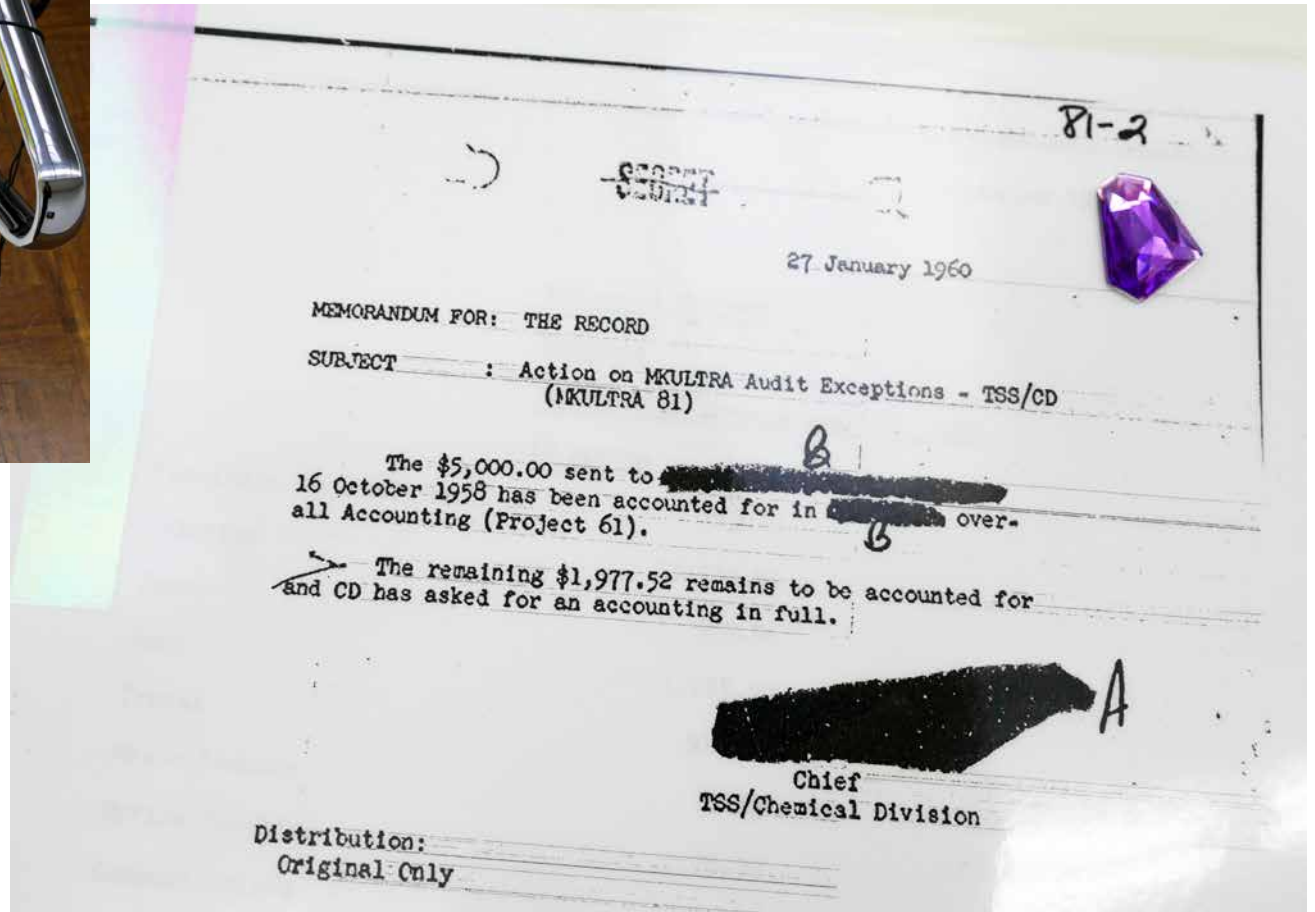 81-2
SECRET
27 January 1960
MEMORANDUM FOR: THE RECORD
SUBJECT : Action on MKULTRA Audit Exceptions - TSS/CD
(MKULTRA 81)
B
The $5,000.00 sent to
16 October 1958 has been accounted for in over-
B
all Accounting (Project 61).
The remaining $1,977.52 remains to be accounted for
and CD has asked for an accounting in full.
A
Chief
TSS/Chemical Division
Distribution:
Original Only